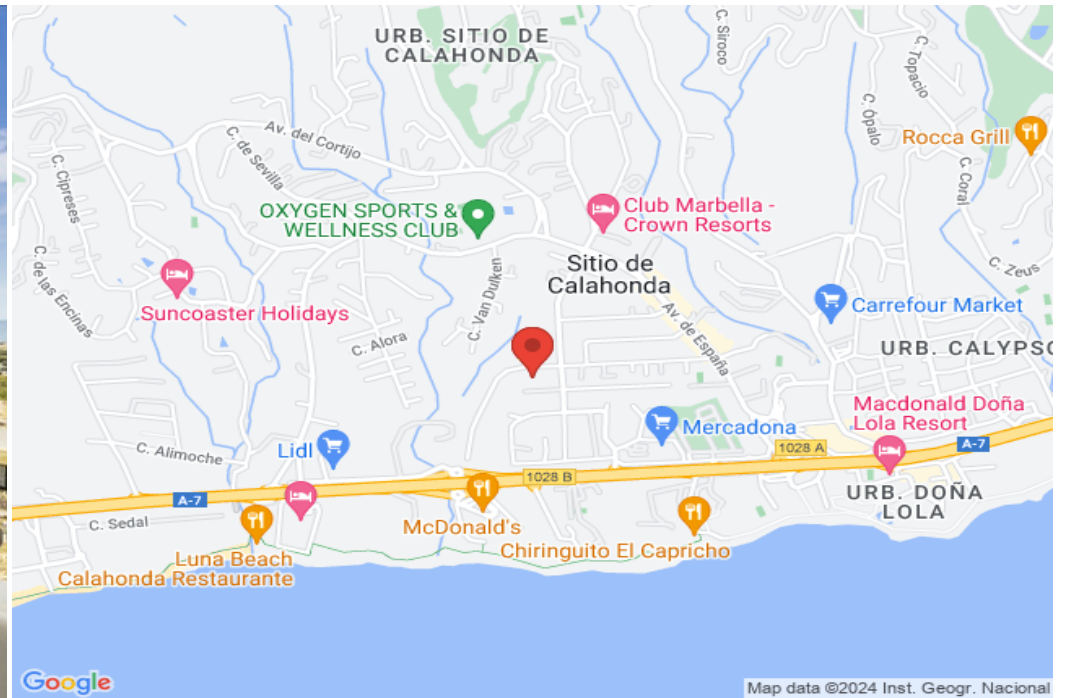 URB. SITIO DE
CALAHONDA
C. Siroco
C. Topacio
C. Ópalo
Rocca Grill
C. Coral
C. Zeus
Av. del Cortijo
C. de Sevilla
C. Cipreses
C. de las Encinas
OXYGEN SPORTS &
WELLNESS CLUB
Club Marbella -
Crown Resorts
Sitio de
Calahonda
C. Van Dulken
Suncoaster Holidays
C. Alora
Av. de España
Carrefour Market
URB. CALYPSO
Macdonald Doña
Lola Resort
Mercadona
C. Alimoche
Lidl
1028 A
A-7
1028 B
A-7
URB. DOÑA
LOLA
C. Sedal
McDonald's
Chiringuito El Capricho
Luna Beach
Calahonda Restaurante
Google
Map data ©2024 Inst. Geogr. Nacional